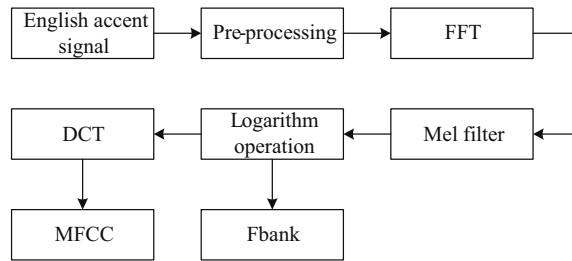 English accent
signal
Pre-processing
FFT
DCT
Logarithm
operation
Mel filter
MFCC
Fbank